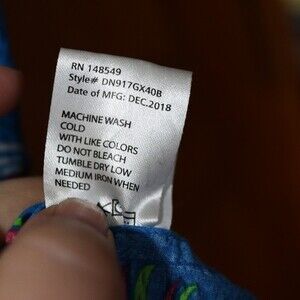 RN 148549
Style# DN917GX40B
Date of MFG: DEC.2018
MACHINE WASH
COLD
WITH LIKE COLORS
DO NOT BLEACH
TUMBLE DRY LOW
MEDIUM IRON WHEN
NEEDED